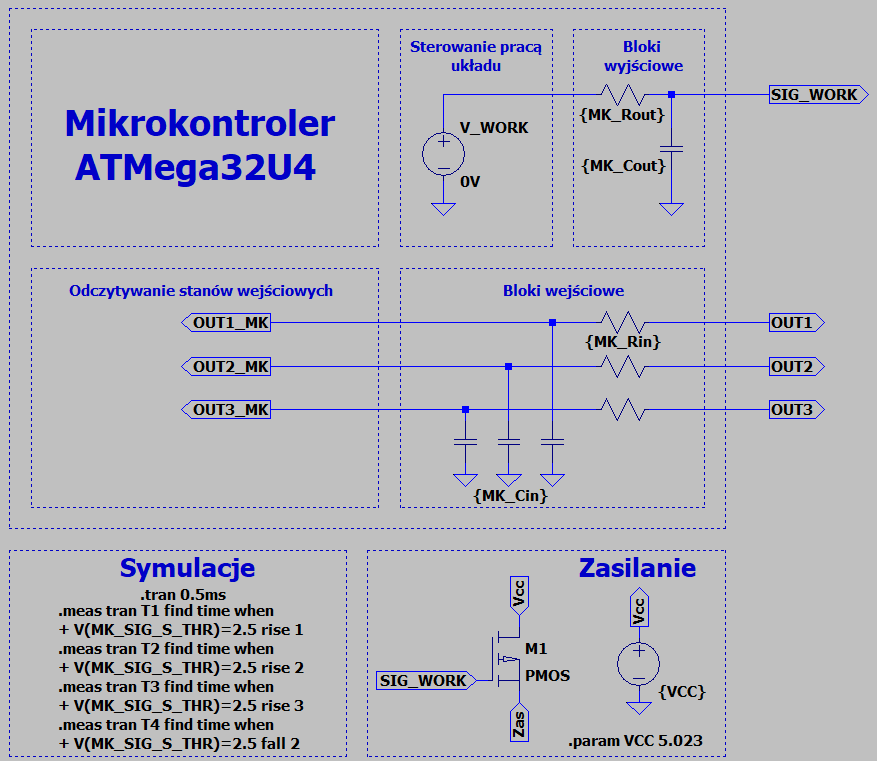 Mikrokontroler
ATMega32U4
Sterowanie pracą
układu
V_WORK
0V
Bloki
wyjściowe
{MK_Rout}
{MK_Cout}
SIG_WORK
Odczytywanie stanów wejściowych
OUT1_MK
OUT2_MK
OUT3_MK
Bloki wejściowe
{MK_Rin}
{MK_Cin}
OUT1
OUT2
OUT3
Symulacje
.tran 0.5ms
.meas tran T1 find time when
+ V(MK_SIG_S_THR)=2.5 rise 1
.meas tran T2 find time when
+ V(MK_SIG_S_THR)=2.5 rise 2
.meas tran T3 find time when
+ V(MK_SIG_S_THR)=2.5 rise 3
.meas tran T4 find time when
+ V(MK_SIG_S_THR)=2.5 fall 2
Zasilanie
Vcc
M1
PMOS
SIG_WORK
Zas
Vcc
{VCC}
.param VCC 5.023